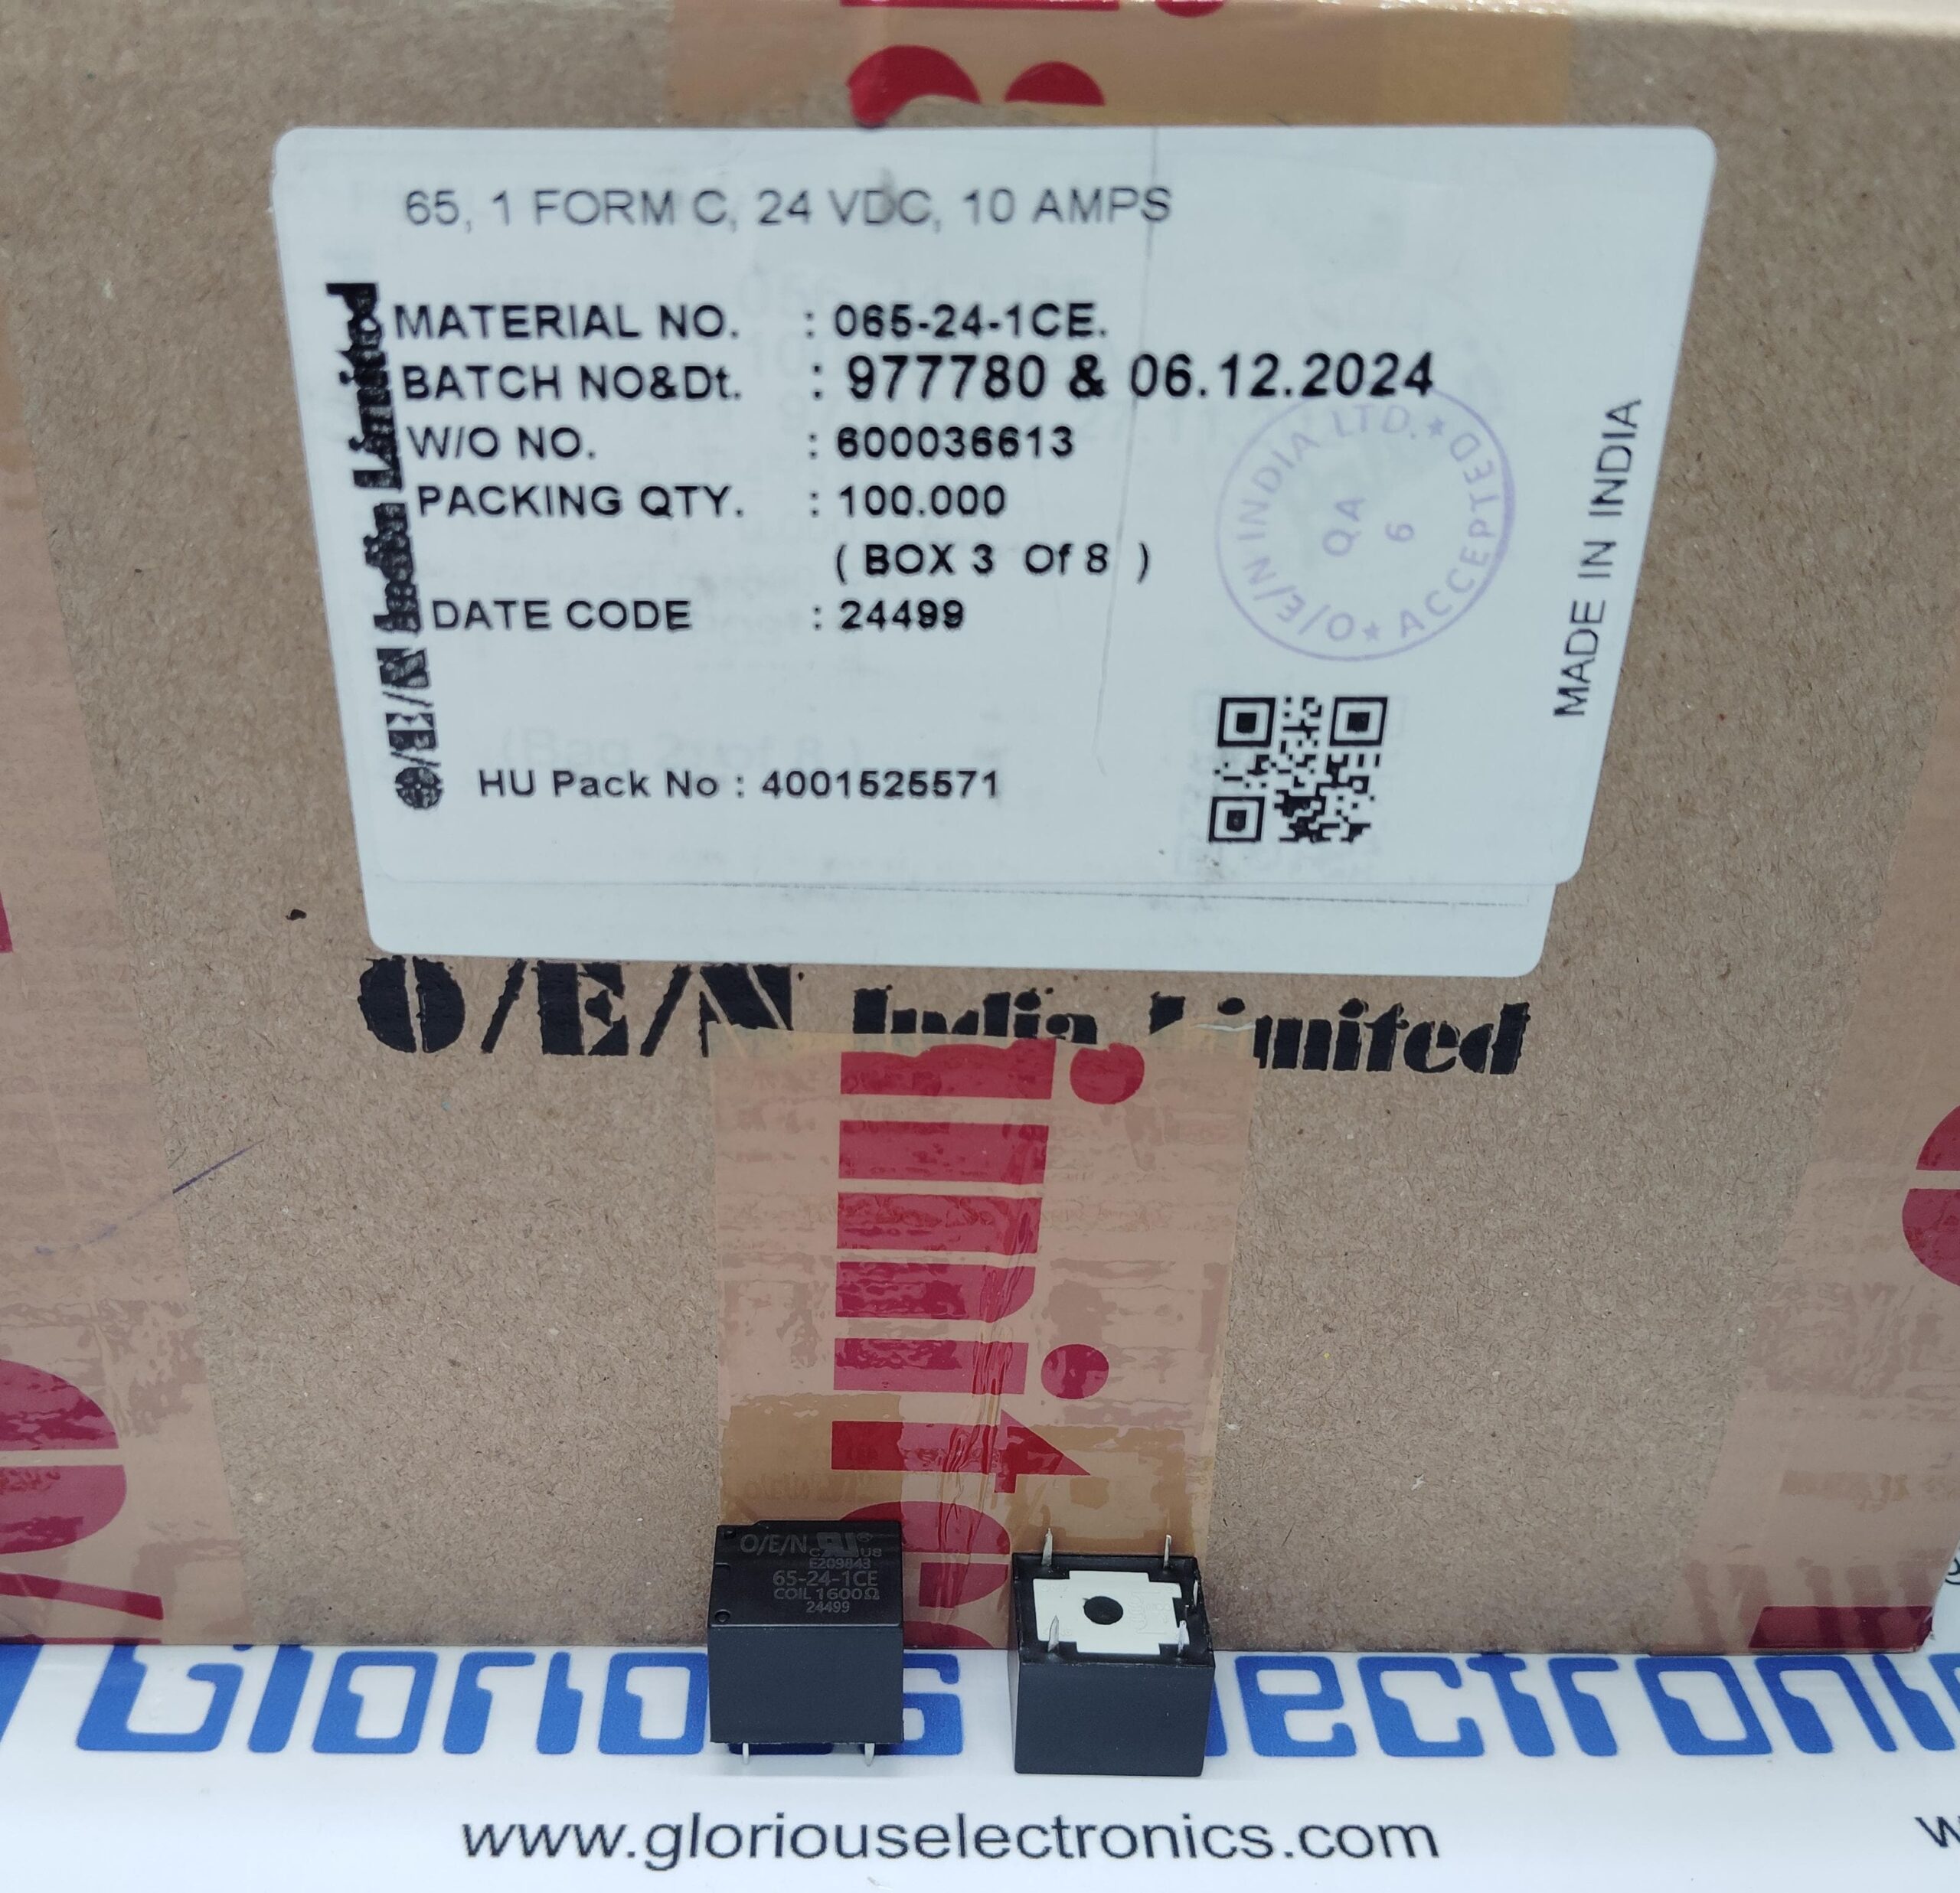 65, 1 FORM C, 24 VDC, 10 AMPS
MATERIAL NO. : 065-24-1CE.
BATCH NO&Dt. : 977780 & 06.12.2024
W/O NO. : 600036613
PACKING QTY. : 100.000
( BOX 3 Of 8 )
DATE CODE : 24499
HU Pack No : 4001525571
O/E/N India Limited
O/E/N INDIA LTD. ★ ACCEPTED ★
QA
6
MADE IN INDIA
O/E/N India Limited
O/E/N
E209843
65-24-1CE
COIL 1600Ω
24499
Electronic
www.gloriouselectronics.com